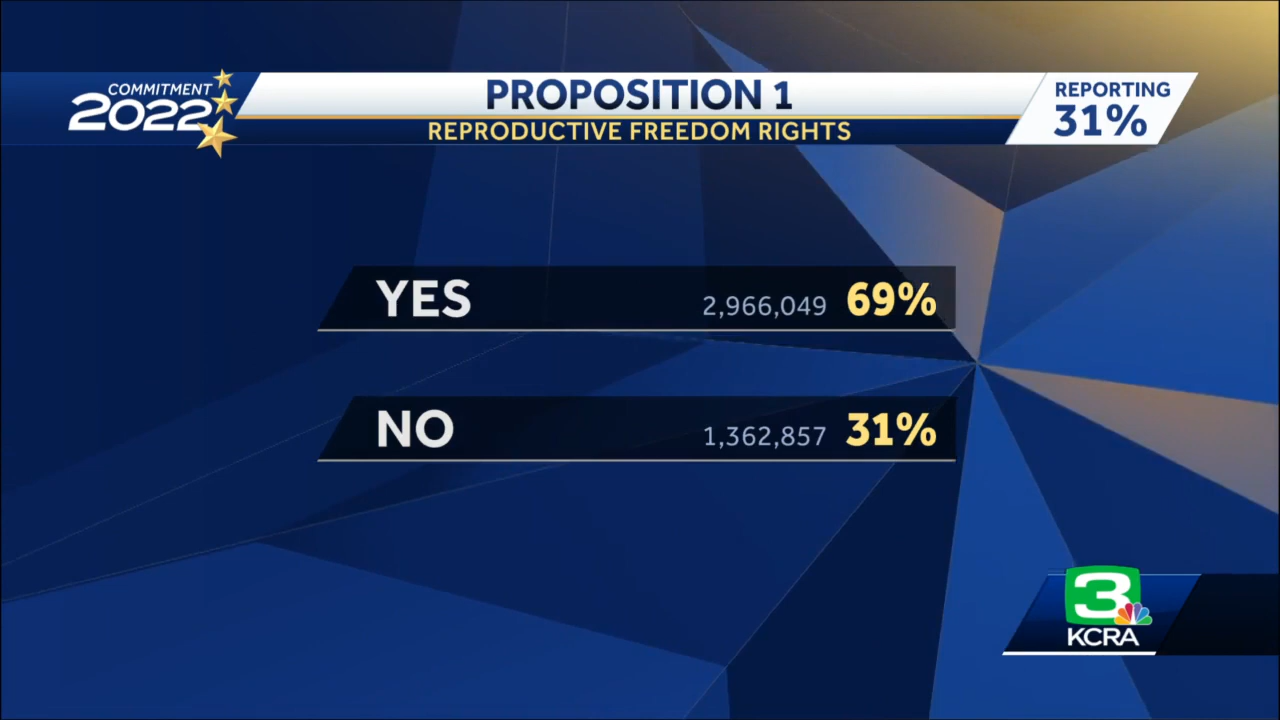 COMMITMENT
2022
PROPOSITION 1
REPRODUCTIVE FREEDOM RIGHTS
REPORTING
31%
YES 2,966,049 69%
NO 1,362,857 31%
3
KCRA